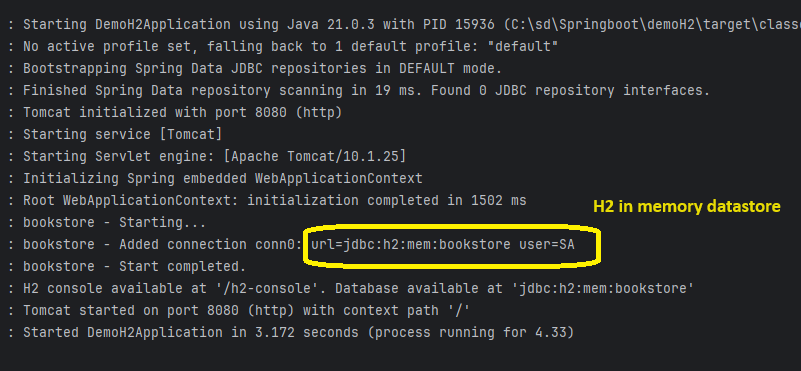 : Starting DemoH2Application using Java 21.0.3 with PID 15936 (C:\sd\Springboot\demoH2\target\classe
: No active profile set, falling back to 1 default profile: "default"
: Bootstrapping Spring Data JDBC repositories in DEFAULT mode.
: Finished Spring Data repository scanning in 19 ms. Found 0 JDBC repository interfaces.
: Tomcat initialized with port 8080 (http)
: Starting service [Tomcat]
: Starting Servlet engine: [Apache Tomcat/10.1.25]
: Initializing Spring embedded WebApplicationContext
: Root WebApplicationContext: initialization completed in 1502 ms
H2 in memory datastore
: bookstore - Starting...
: bookstore - Added connection conn0: url=jdbc:h2:mem:bookstore user=SA
: bookstore - Start completed.
: H2 console available at '/h2-console'. Database available at 'jdbc:h2:mem:bookstore'
: Tomcat started on port 8080 (http) with context path '/'
: Started DemoH2Application in 3.172 seconds (process running for 4.33)